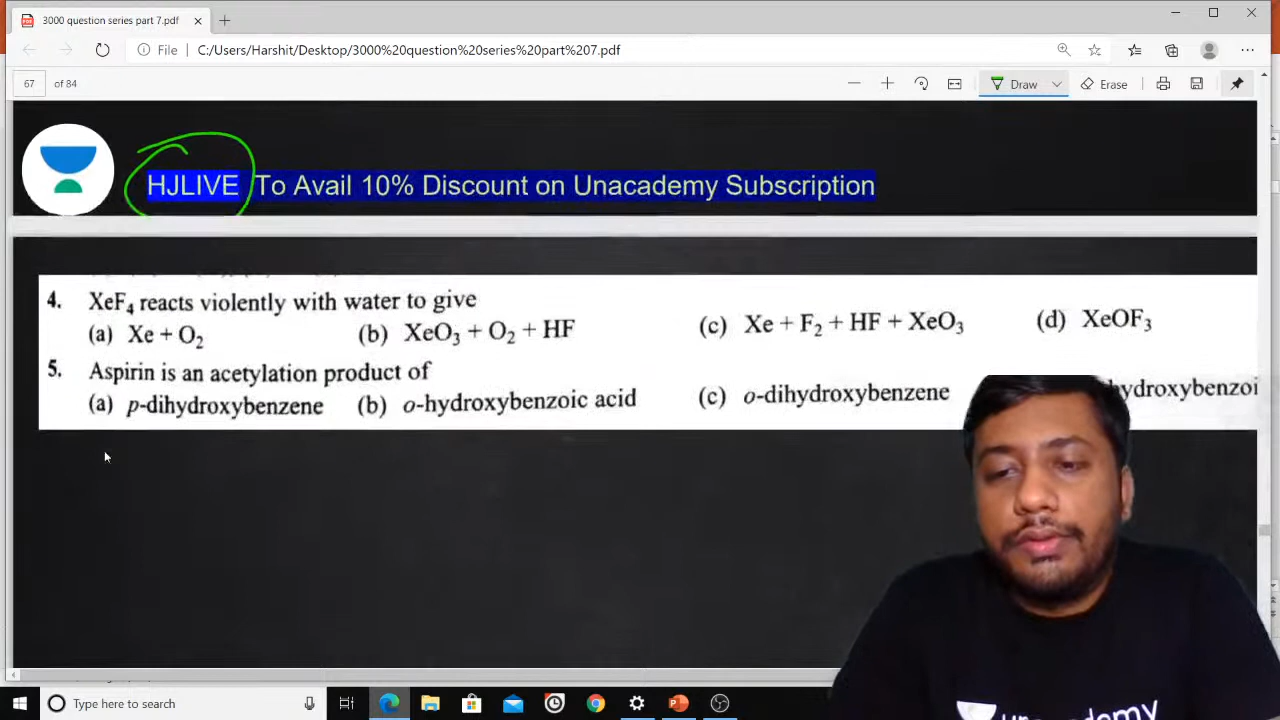 3000 question series part 7.pdf
File C:/Users/Harshit/Desktop/3000%20question%20series%20part%207.pdf
67 of 84
Draw
Erase
HJLIVE To Avail 10% Discount on Unacademy Subscription
4. XeF₄ reacts violently with water to give
(a) Xe + O₂ (b) XeO₃ + O₂ + HF (c) Xe + F₂ + HF + XeO₃ (d) XeOF₃
5. Aspirin is an acetylation product of
(a) p-dihydroxybenzene (b) o-hydroxybenzoic acid (c) o-dihydroxybenzene hydroxybenzoi
unacademy
Type here to search